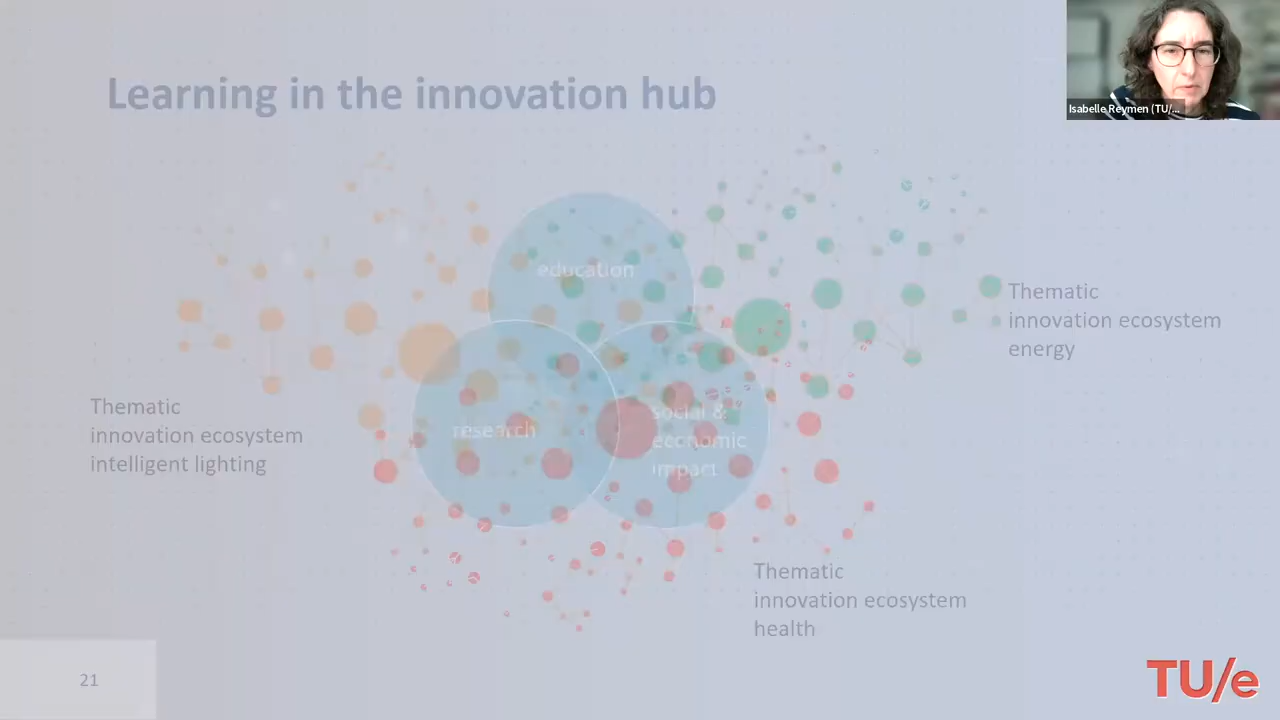 Learning in the innovation hub
Isabelle Reymen (TU/...
education
Thematic
innovation ecosystem
energy
Thematic
innovation ecosystem
intelligent lighting
research
social &
economic
impact
Thematic
innovation ecosystem
health
21
TU/e